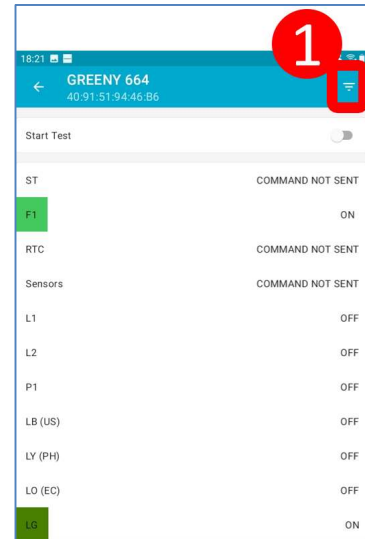 1
18:21
GREENY 664
40:91:51:94:46:B6
Start Test
ST COMMAND NOT SENT
F1 ON
RTC COMMAND NOT SENT
Sensors COMMAND NOT SENT
L1 OFF
L2 OFF
P1 OFF
LB (US) OFF
LY (PH) OFF
LO (EC) OFF
LG ON